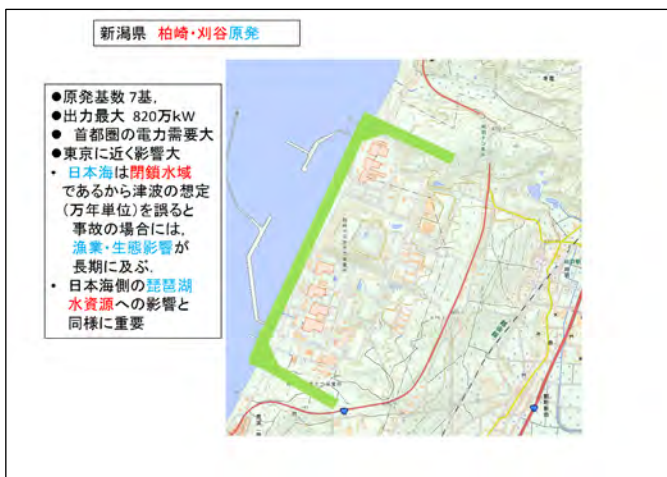 新潟県 柏崎・刈谷原発
●原発基数 7基,
●出力最大 820万kW
● 首都圏の電力需要大
●東京に近く影響大
・ 日本海は閉鎖水域
であるから津波の想定
(万年単位)を誤ると
事故の場合には,
漁業・生態影響が
長期に及ぶ.
・ 日本海側の琵琶湖
水資源への影響と
同様に重要